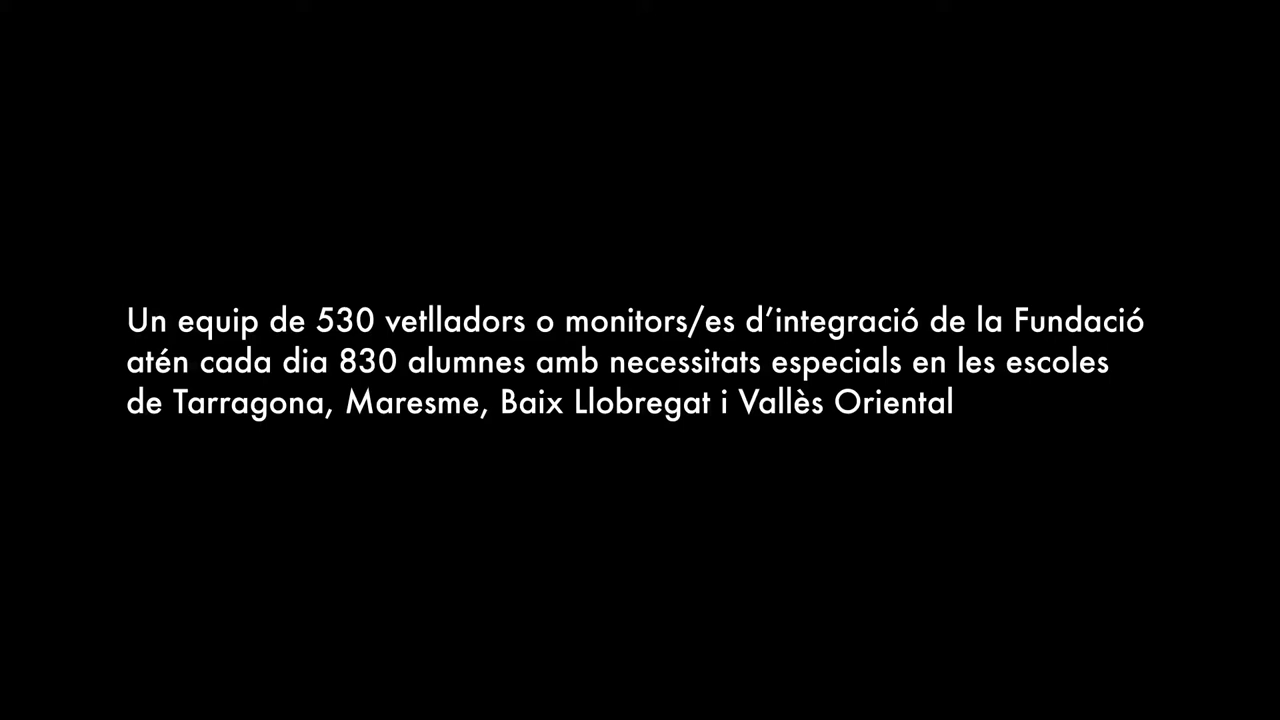 Un equip de 530 vetlladors o monitors/es d’integració de la Fundació
atén cada dia 830 alumnes amb necessitats especials en les escoles
de Tarragona, Maresme, Baix Llobregat i Vallès Oriental